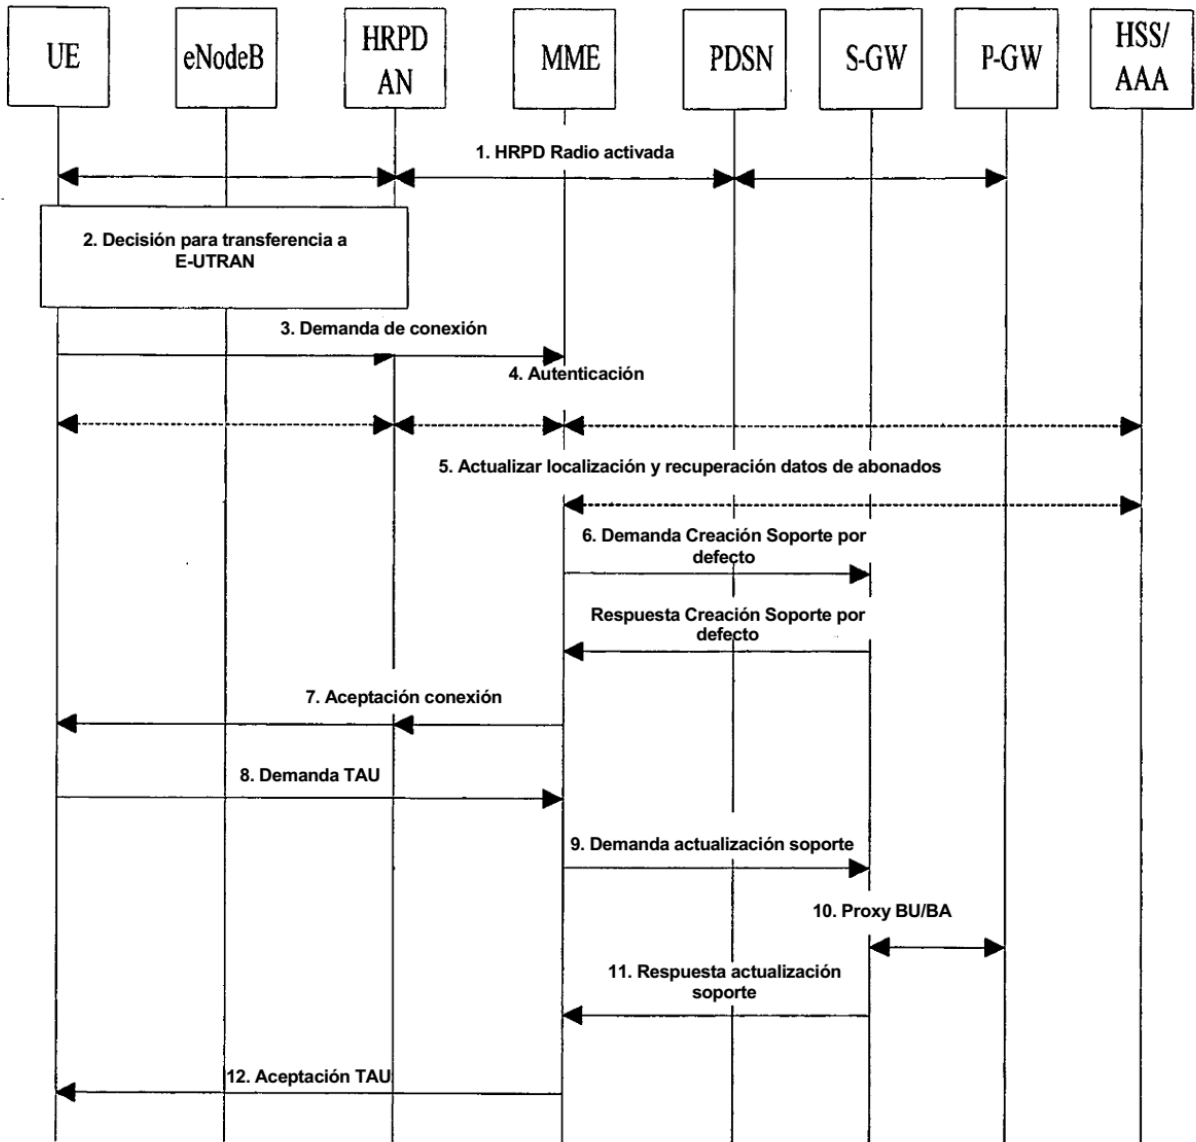 UE
eNodeB
HRPD
AN
MME
PDSN
S-GW
P-GW
HSS/
AAA
1. HRPD Radio activada
2. Decisión para transferencia a
E-UTRAN
3. Demanda de conexión
4. Autenticación
5. Actualizar localización y recuperación datos de abonados
6. Demanda Creación Soporte por
defecto
Respuesta Creación Soporte por
defecto
7. Aceptación conexión
8. Demanda TAU
9. Demanda actualización soporte
10. Proxy BU/BA
11. Respuesta actualización
soporte
12. Aceptación TAU